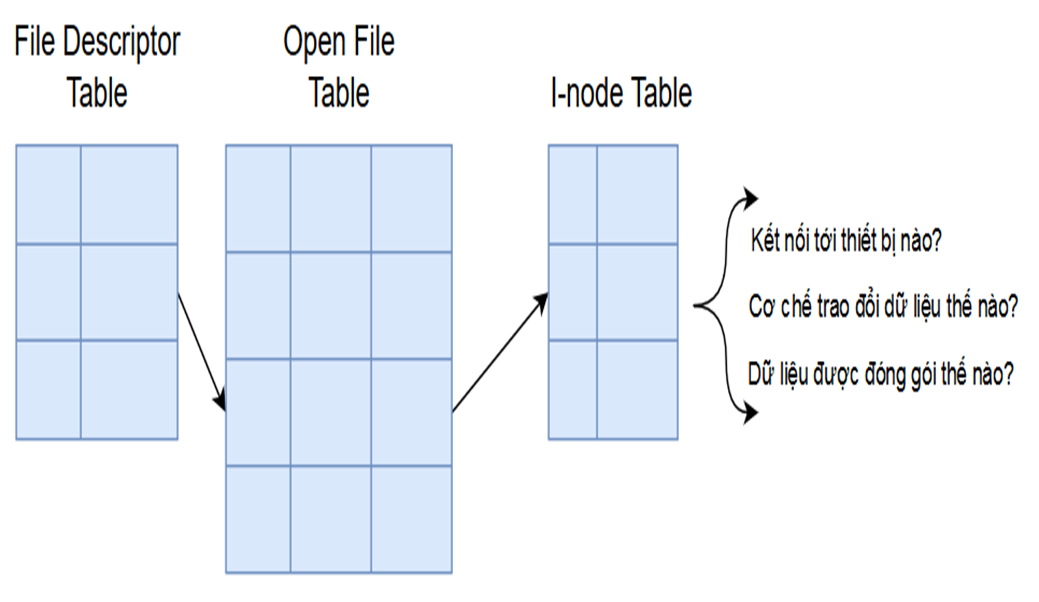 File Descriptor
Table
Open File
Table
I-node Table
Kết nối tới thiết bị nào?
Cơ chế trao đổi dữ liệu thế nào?
Dữ liệu được đóng gói thế nào?